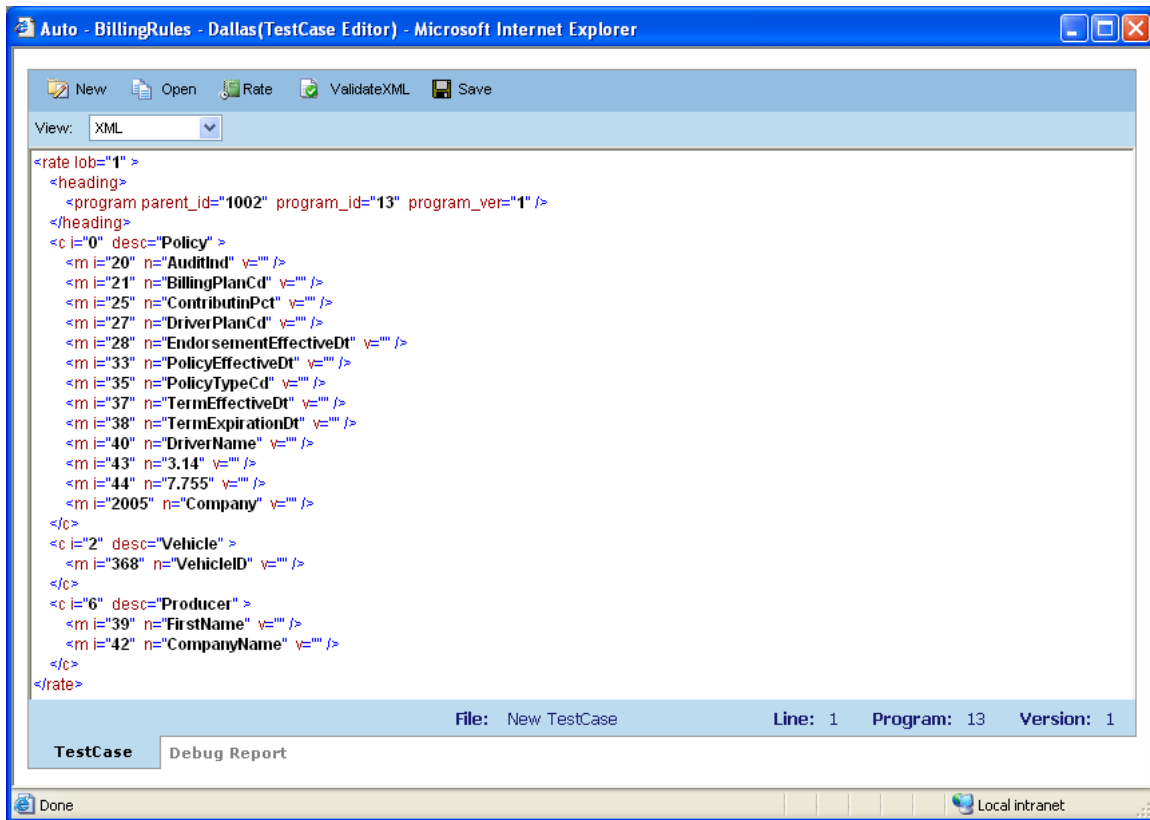 Auto - BillingRules - Dallas(TestCase Editor) - Microsoft Internet Explorer
New Open Rate ValidateXML Save
View: XML
<rate lob="1" >
<heading>
<program parent_id="1002" program_id="13" program_ver="1" />
</heading>
<c i="0" desc="Policy" >
<m i="20" n="AuditInd" v="" />
<m i="21" n="BillingPlanCd" v="" />
<m i="25" n="ContributinPct" v="" />
<m i="27" n="DriverPlanCd" v="" />
<m i="28" n="EndorsementEffectiveDt" v="" />
<m i="33" n="PolicyEffectiveDt" v="" />
<m i="35" n="PolicyTypeCd" v="" />
<m i="37" n="TermEffectiveDt" v="" />
<m i="38" n="TermExpirationDt" v="" />
<m i="40" n="DriverName" v="" />
<m i="43" n="3.14" v="" />
<m i="44" n="7.755" v="" />
<m i="2005" n="Company" v="" />
</c>
<c i="2" desc="Vehicle" >
<m i="368" n="VehicleID" v="" />
</c>
<c i="6" desc="Producer" >
<m i="39" n="FirstName" v="" />
<m i="42" n="CompanyName" v="" />
</c>
</rate>
File: New TestCase Line: 1 Program: 13 Version: 1
TestCase Debug Report
Done Local intranet